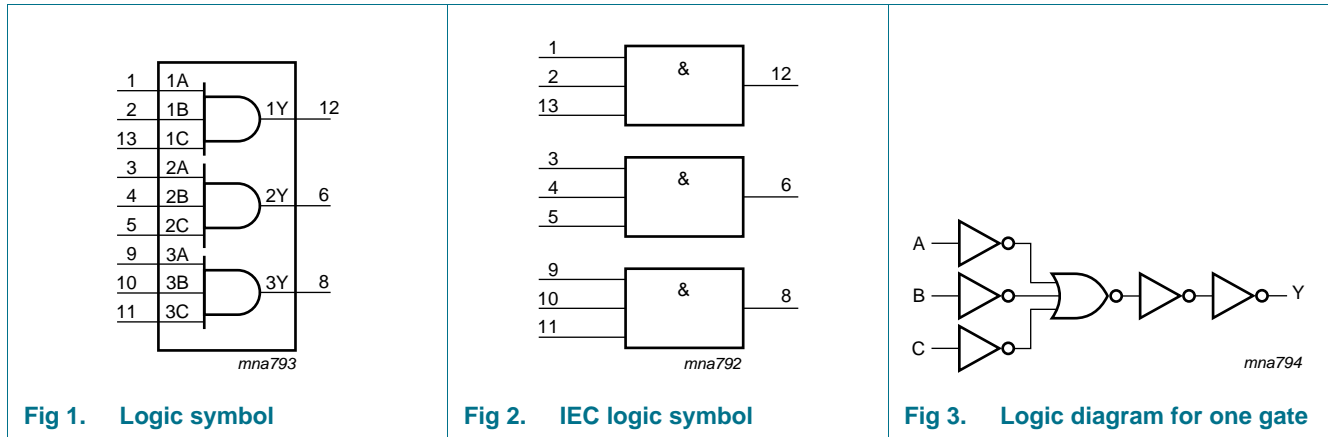 1 1A
2 1B 1Y 12
13 1C
3 2A
4 2B 2Y 6
5 2C
9 3A
10 3B 3Y 8
11 3C
mna793
Fig 1. Logic symbol
1
&
2 12
13
3
&
4 6
5
9
&
10 8
11
mna792
Fig 2. IEC logic symbol
A
B Y
C
mna794
Fig 3. Logic diagram for one gate